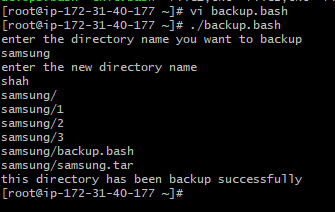 [root@ip-172-31-40-177 ~]# vi backup.bash
[root@ip-172-31-40-177 ~]# ./backup.bash
enter the directory name you want to backup
samsung
enter the new directory name
shah
samsung/
samsung/1
samsung/2
samsung/3
samsung/backup.bash
samsung/samsung.tar
this directory has been backup successfully
[root@ip-172-31-40-177 ~]#